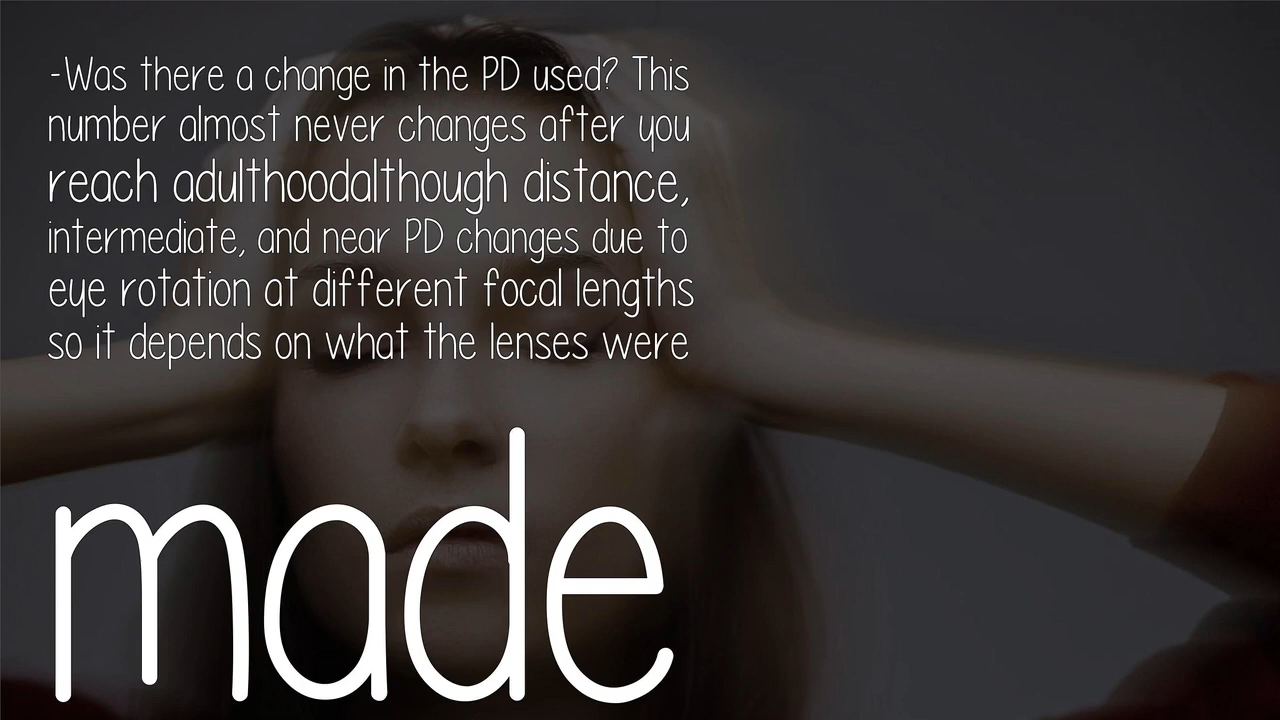 -Was there a change in the PD used? This
number almost never changes after you
reach adulthoodalthough distance,
intermediate, and near PD changes due to
eye rotation at different focal lengths
so it depends on what the lenses were
made